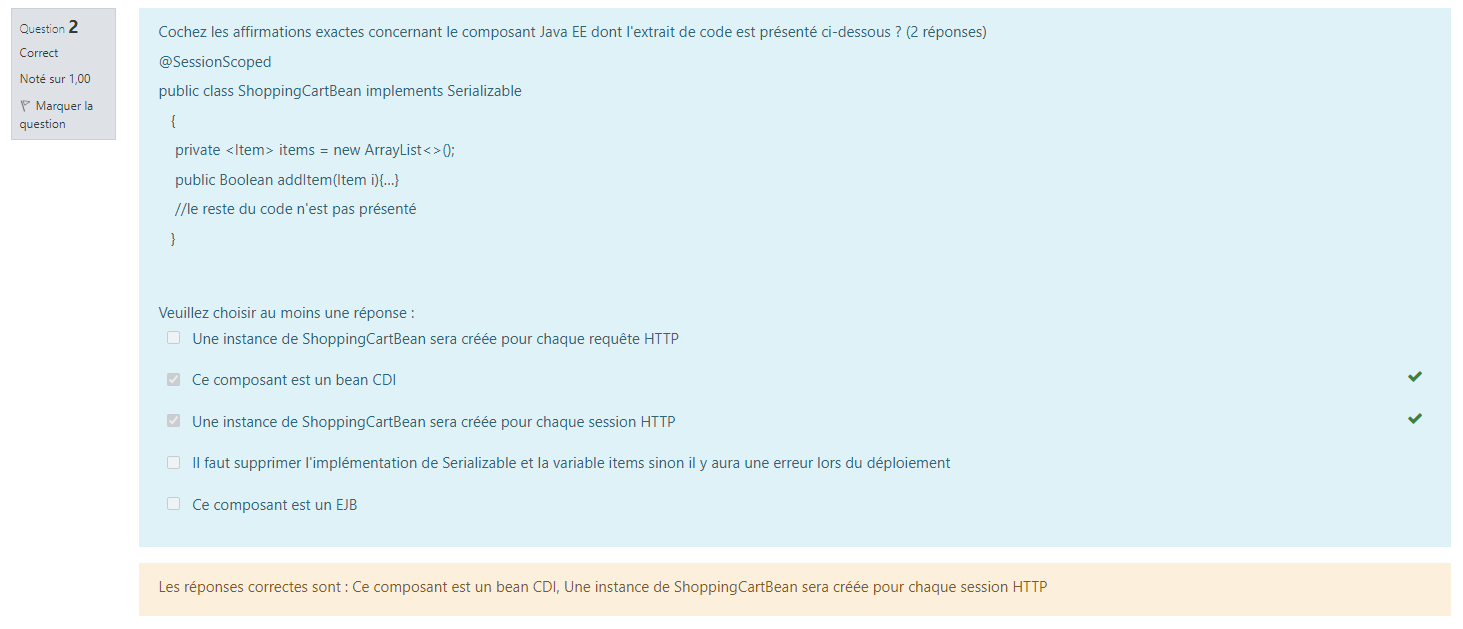 Question 2
Correct
Noté sur 1,00
Marquer la
question
Cochez les affirmations exactes concernant le composant Java EE dont l'extrait de code est présenté ci-dessous ? (2 réponses)
@SessionScoped
public class ShoppingCartBean implements Serializable
{
private <Item> items = new ArrayList<>();
public Boolean addItem(Item i){...}
//le reste du code n'est pas présenté
}
Veuillez choisir au moins une réponse :
Une instance de ShoppingCartBean sera créée pour chaque requête HTTP
Ce composant est un bean CDI
Une instance de ShoppingCartBean sera créée pour chaque session HTTP
Il faut supprimer l'implémentation de Serializable et la variable items sinon il y aura une erreur lors du déploiement
Ce composant est un EJB
Les réponses correctes sont : Ce composant est un bean CDI, Une instance de ShoppingCartBean sera créée pour chaque session HTTP